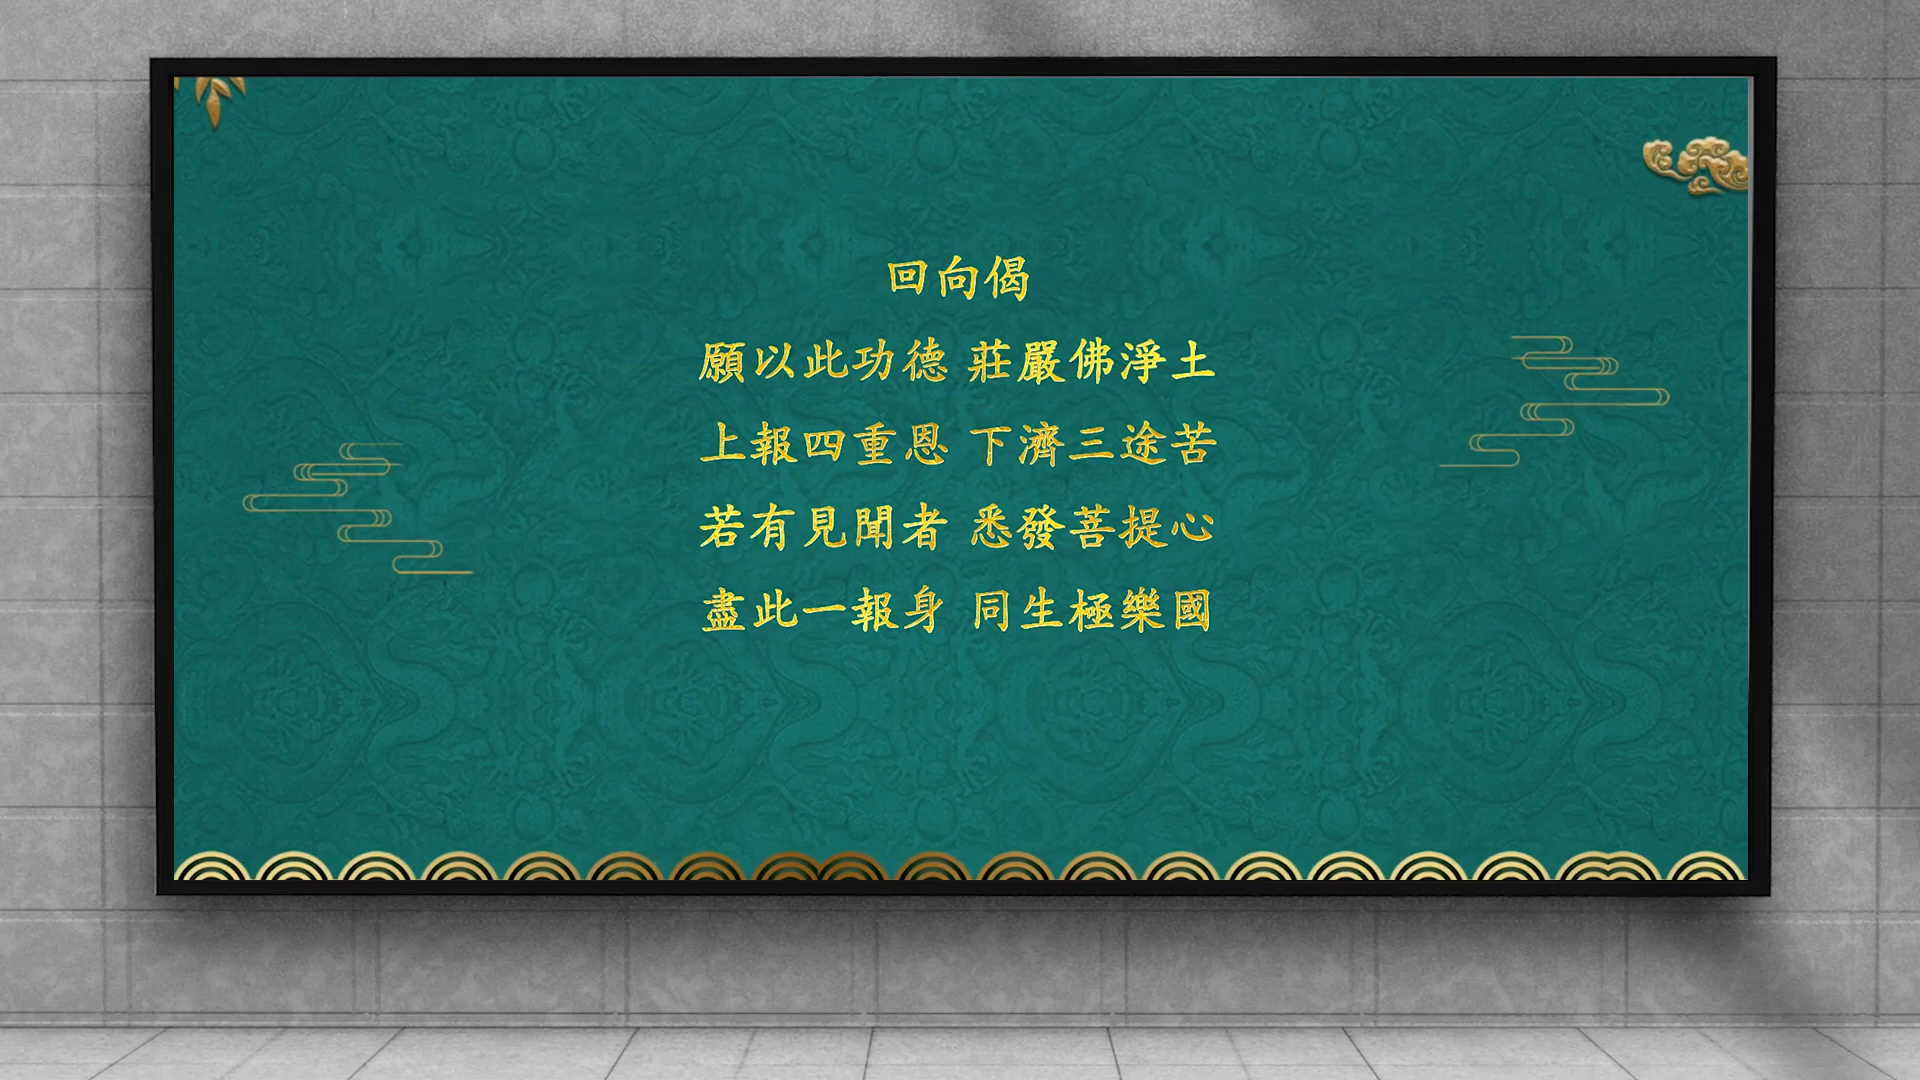 回向偈
願以此功德 莊嚴佛淨土
上報四重恩 下濟三途苦
若有見聞者 悉發菩提心
盡此一報身 同生極樂國